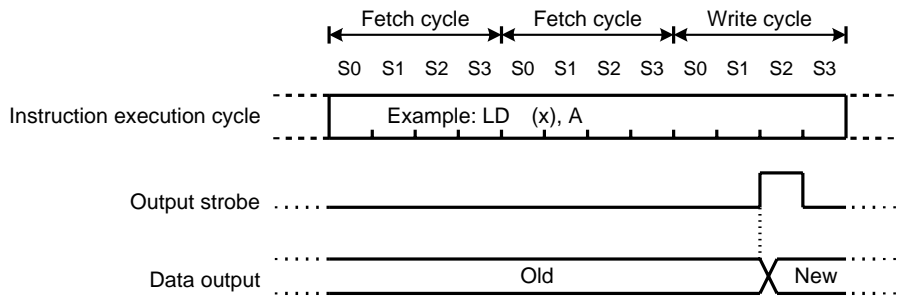 Fetch cycle Fetch cycle Write cycle
S0 S1 S2 S3 S0 S1 S2 S3 S0 S1 S2 S3
Instruction execution cycle Example: LD (x), A
Output strobe
Data output Old New